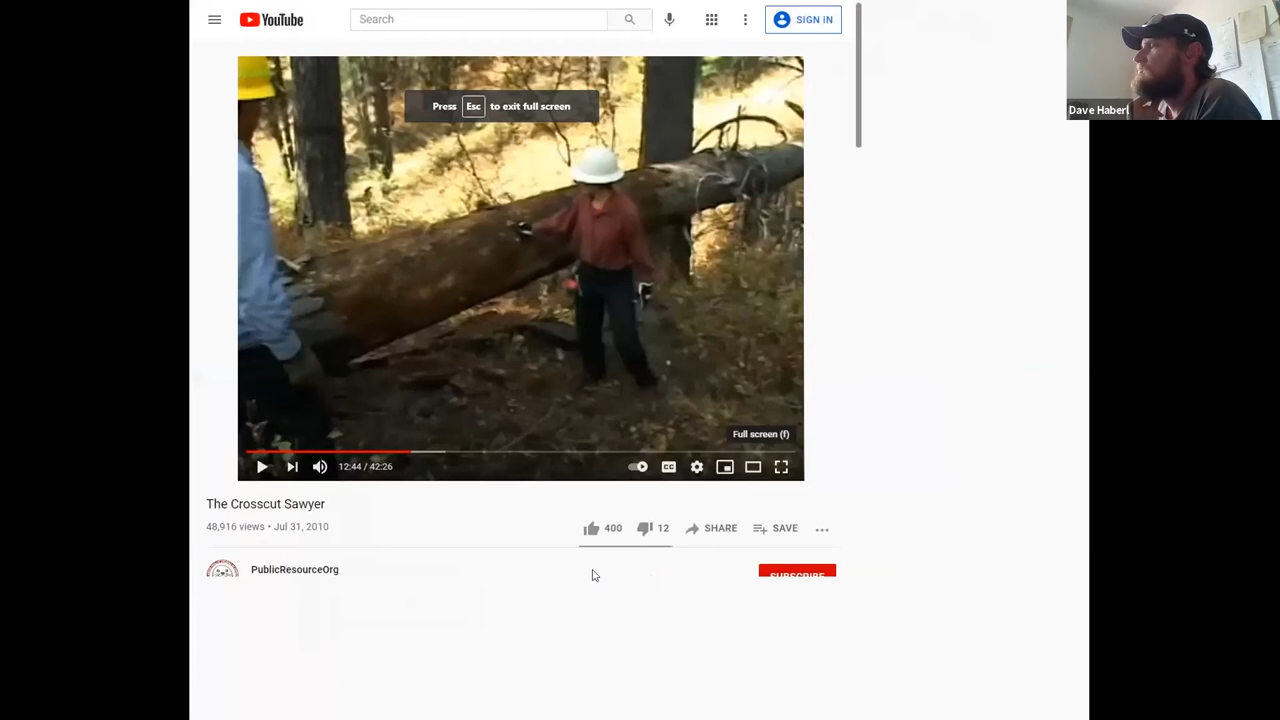 YouTube
Search
SIGN IN
Dave Haberl
Press Esc to exit full screen
Full screen (f)
12:44 / 42:26
CC
The Crosscut Sawyer
48,916 views • Jul 31, 2010
400
12
SHARE
SAVE
PublicResourceOrg
SUBSCRIBE